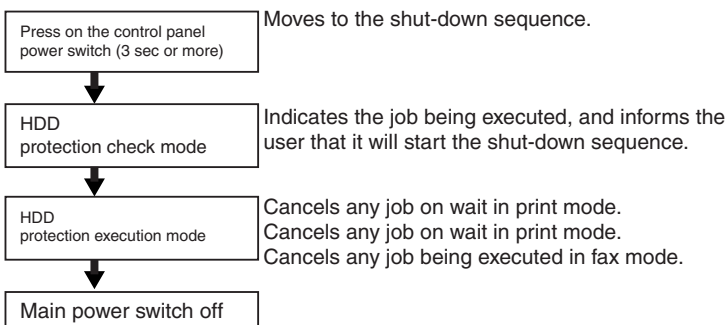 Press on the control panel
power switch (3 sec or more)
Moves to the shut-down sequence.
HDD
protection check mode
Indicates the job being executed, and informs the
user that it will start the shut-down sequence.
HDD
protection execution mode
Cancels any job on wait in print mode.
Cancels any job on wait in print mode.
Cancels any job being executed in fax mode.
Main power switch off